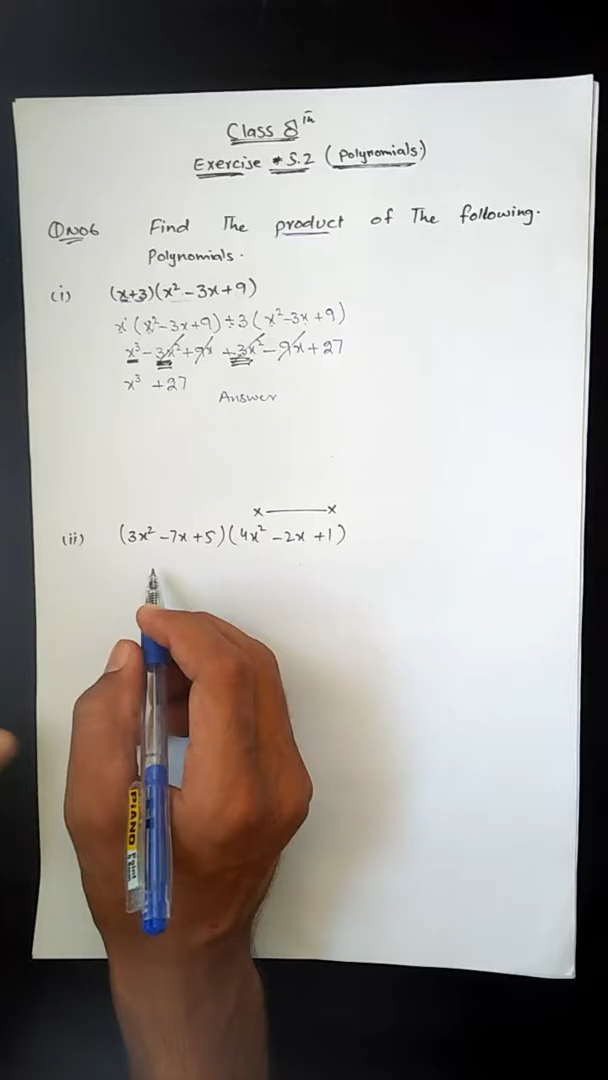 Class 8th
Exercise # 5.2 (Polynomials)
QNO6 Find The product of The following.
Polynomials.
(i) (x+3)(x² - 3x + 9)
x(x² - 3x + 9) + 3(x² - 3x + 9)
x³ - 3x² + 9x + 3x² - 9x + 27
x³ + 27
Answer
x———x
(ii) (3x² - 7x + 5)(4x² - 2x + 1)
PIANO
Point